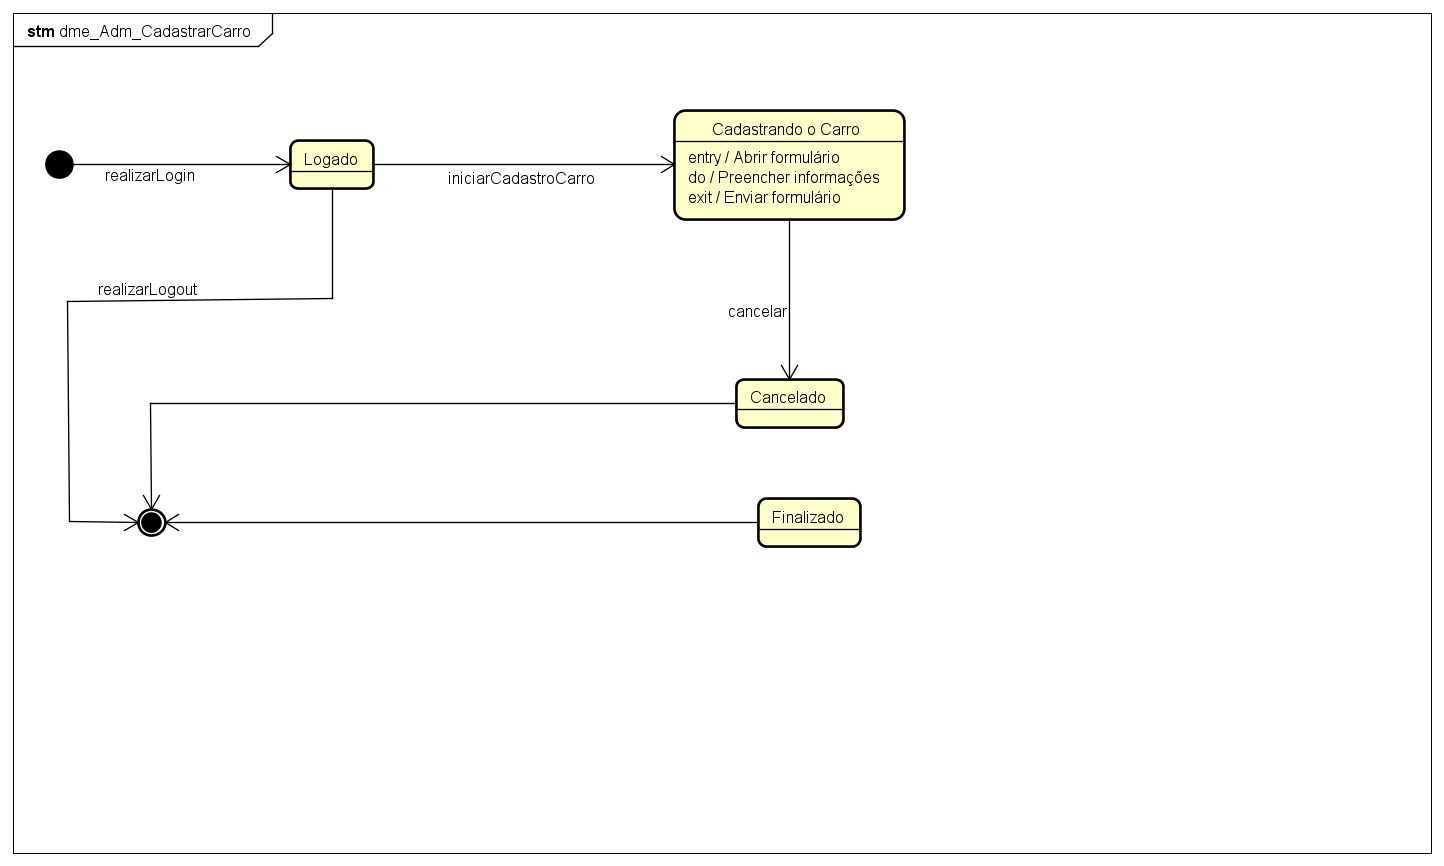 stm dme_Adm_CadastrarCarro
Cadastrando o Carro
Logado
entry / Abrir formulário
do / Preencher informações
exit / Enviar formulário
realizarLogin
iniciarCadastroCarro
realizarLogout
cancelar
Cancelado
Finalizado